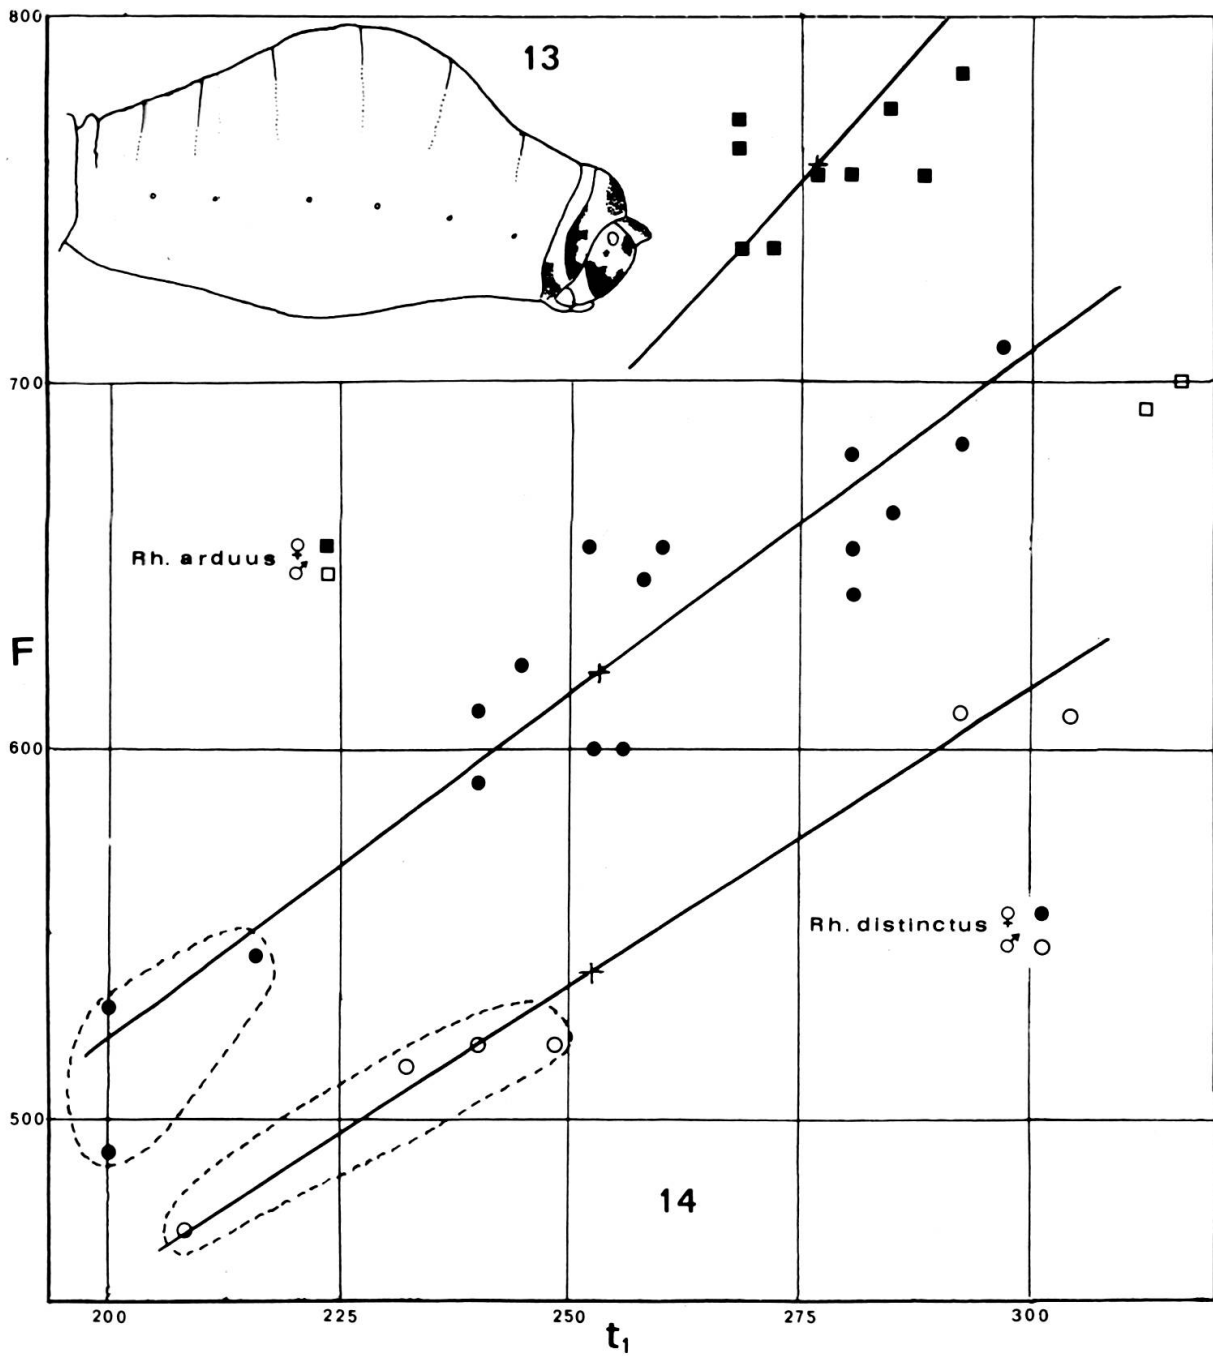 800
13
700
Rh. arduus ♀ ■
♂ □
F
600
Rh. distinctus ♀ ●
♂ ○
500
14
200 225 250 275 300
t₁